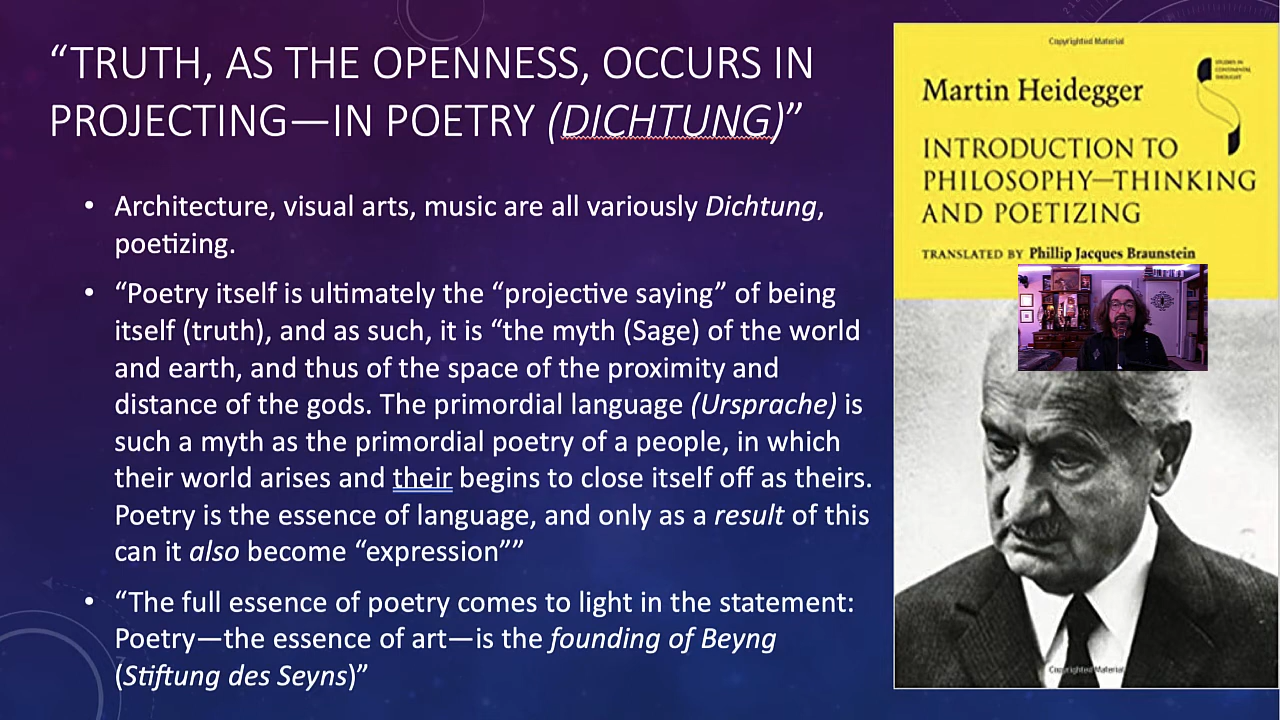 “TRUTH, AS THE OPENNESS, OCCURS IN
PROJECTING—IN POETRY (DICHTUNG)”
• Architecture, visual arts, music are all variously Dichtung,
poetizing.
• “Poetry itself is ultimately the “projective saying” of being
itself (truth), and as such, it is “the myth (Sage) of the world
and earth, and thus of the space of the proximity and
distance of the gods. The primordial language (Ursprache) is
such a myth as the primordial poetry of a people, in which
their world arises and their begins to close itself off as theirs.
Poetry is the essence of language, and only as a result of this
can it also become “expression””
• “The full essence of poetry comes to light in the statement:
Poetry—the essence of art—is the founding of Beyng
(Stiftung des Seyns)”
Copyrighted Material
STUDIES IN
CONTINENTAL
THOUGHT
Martin Heidegger
INTRODUCTION TO
PHILOSOPHY—THINKING
AND POETIZING
TRANSLATED BY Phillip Jacques Braunstein
Copyrighted Material